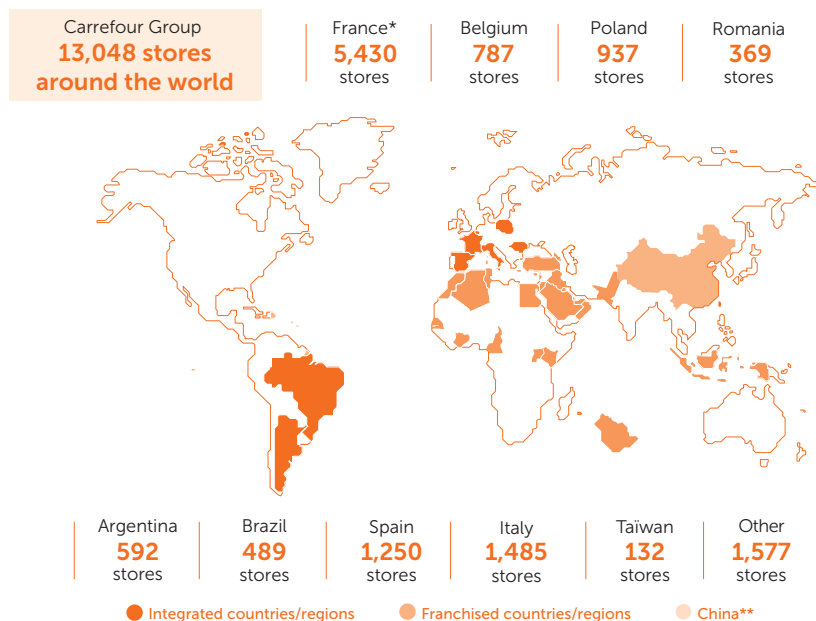 Carrefour Group
13,048 stores
around the world
France*
5,430
stores
Belgium
787
stores
Poland
937
stores
Romania
369
stores
Argentina
592
stores
Brazil
489
stores
Spain
1,250
stores
Italy
1,485
stores
Taïwan
132
stores
Other
1,577
stores
Integrated countries/regions
Franchised countries/regions
China**